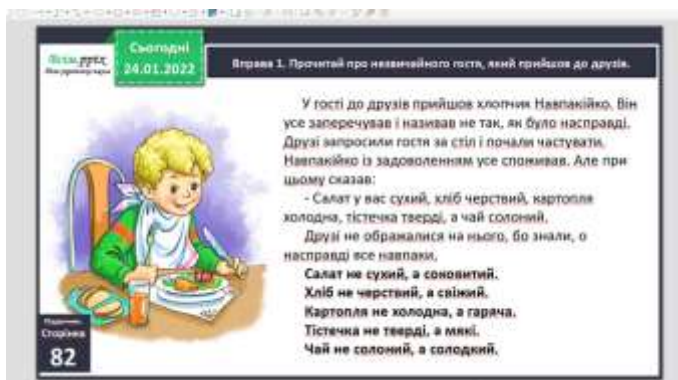 Сьогодні
24.01.2022
Вправа 1. Прочитай про незвичайного гостя, який прийшов до друзів.
У гості до друзів прийшов хлопчик Навпакійко. Він
усе заперечував і називав не так, як було насправді.
Друзі запросили гостя за стіл і почали частувати.
Навпакійко із задоволенням усе споживав. Але при
цьому сказав:
- Салат у вас сухий, хліб черствий, картопля
холодна, тістечка тверді, а чай солоний.
Друзі не ображалися на нього, бо знали, о
насправді все навпаки.
Салат не сухий, а соковитий.
Хліб не черствий, а свіжий.
Картопля не холодна, а гаряча.
Тістечка не тверді, а мякі.
Чай не солоний, а солодкий.
Підручник.
Сторінка
82